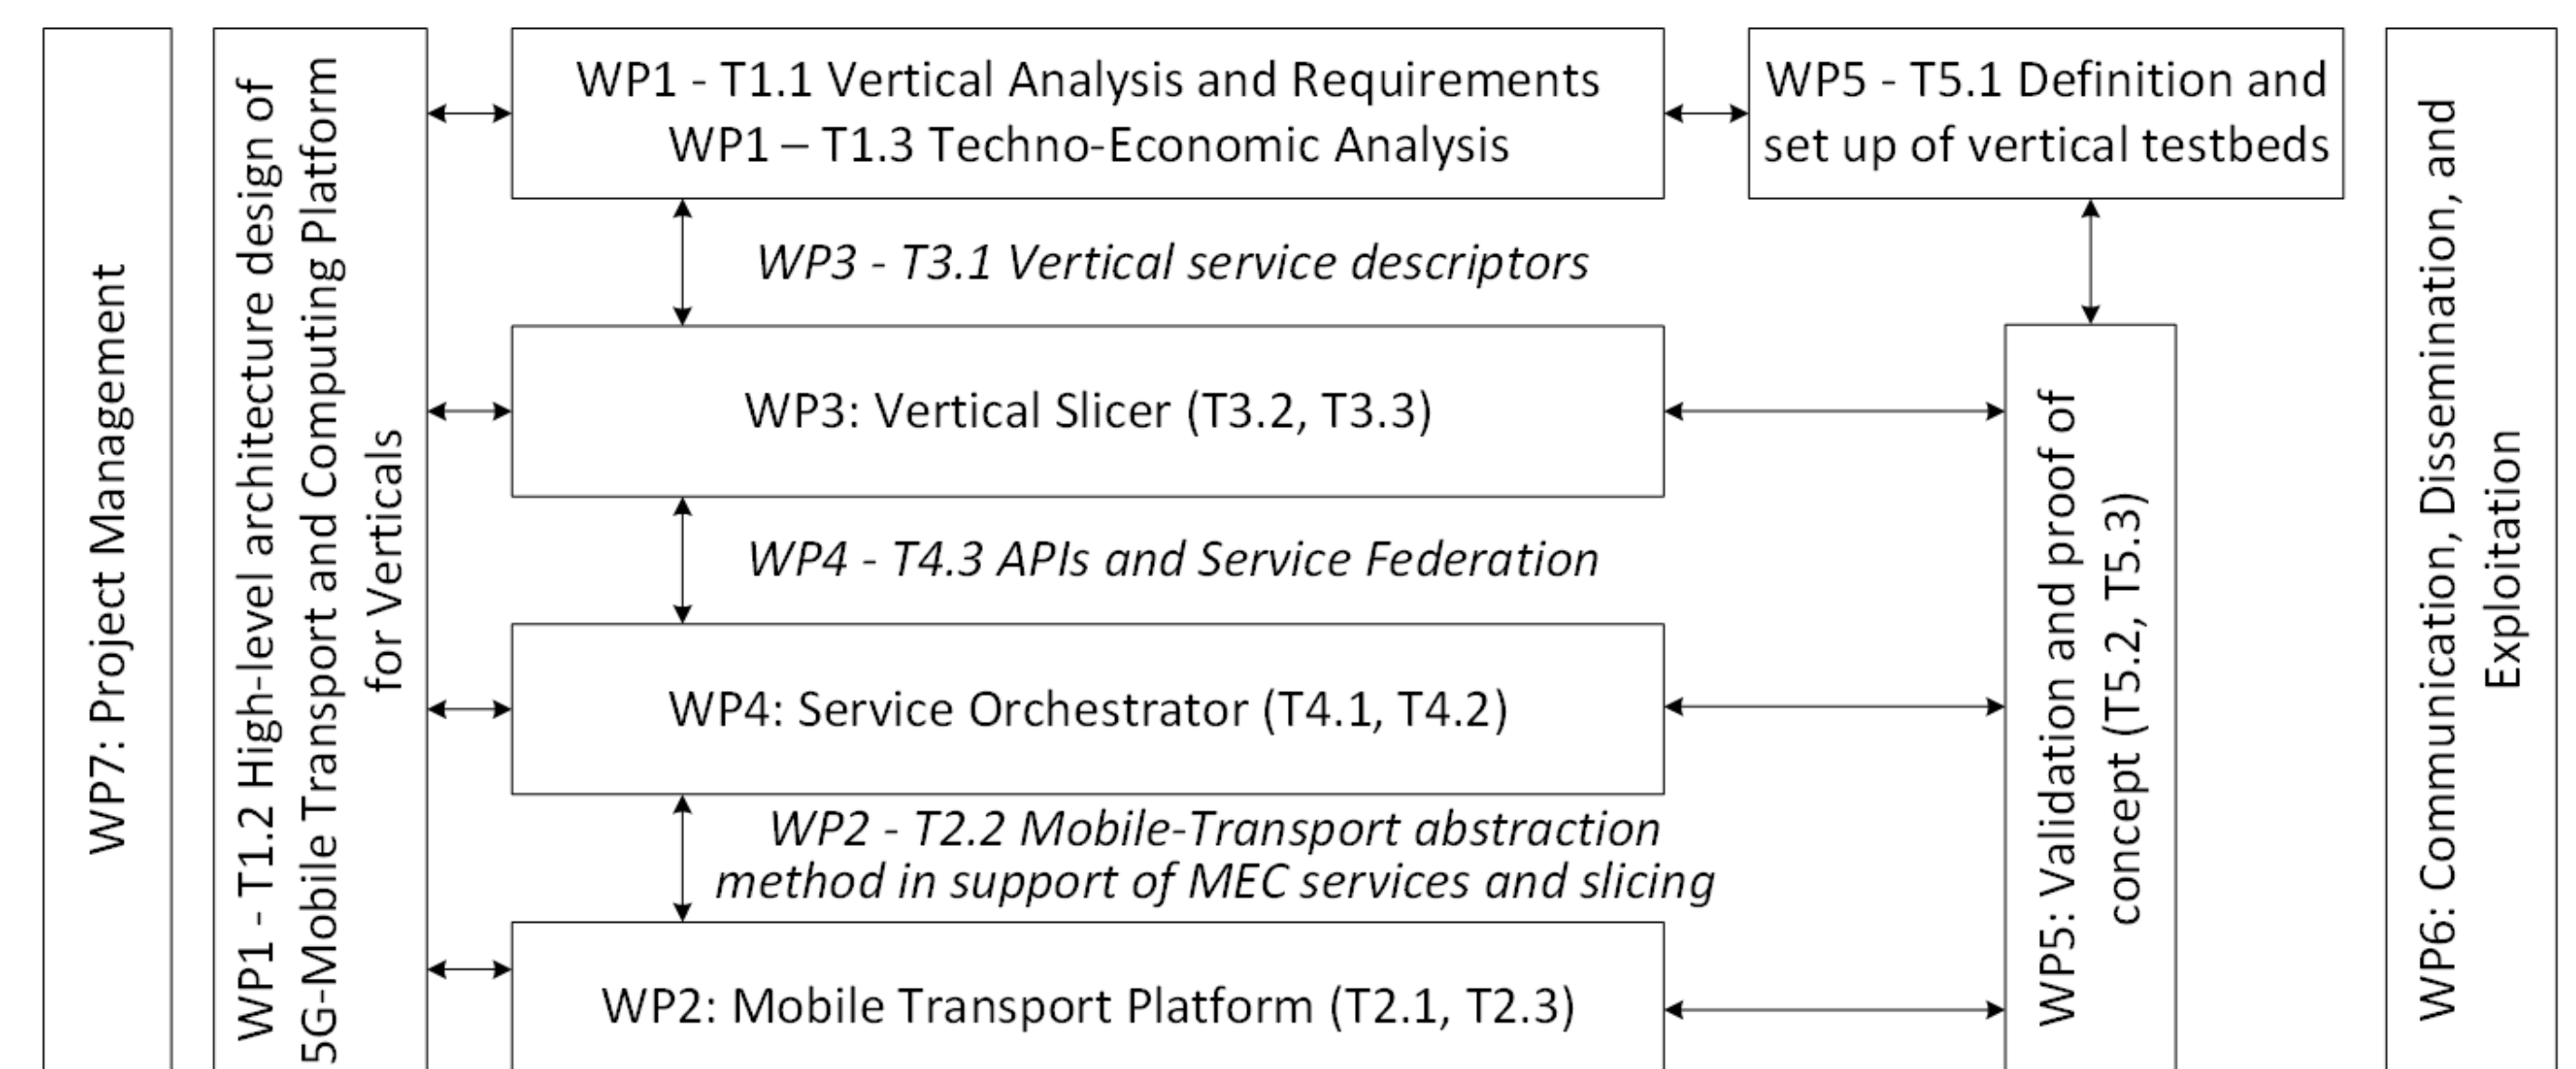 WP7: Project Management
WP1 - T1.2 High-level architecture design of
5G-Mobile Transport and Computing Platform
for Verticals
WP1 - T1.1 Vertical Analysis and Requirements
WP1 – T1.3 Techno-Economic Analysis
WP5 - T5.1 Definition and
set up of vertical testbeds
WP3 - T3.1 Vertical service descriptors
WP3: Vertical Slicer (T3.2, T3.3)
WP4 - T4.3 APIs and Service Federation
WP4: Service Orchestrator (T4.1, T4.2)
WP2 - T2.2 Mobile-Transport abstraction
method in support of MEC services and slicing
WP2: Mobile Transport Platform (T2.1, T2.3)
WP5: Validation and proof of
concept (T5.2, T5.3)
WP6: Communication, Dissemination, and
Exploitation